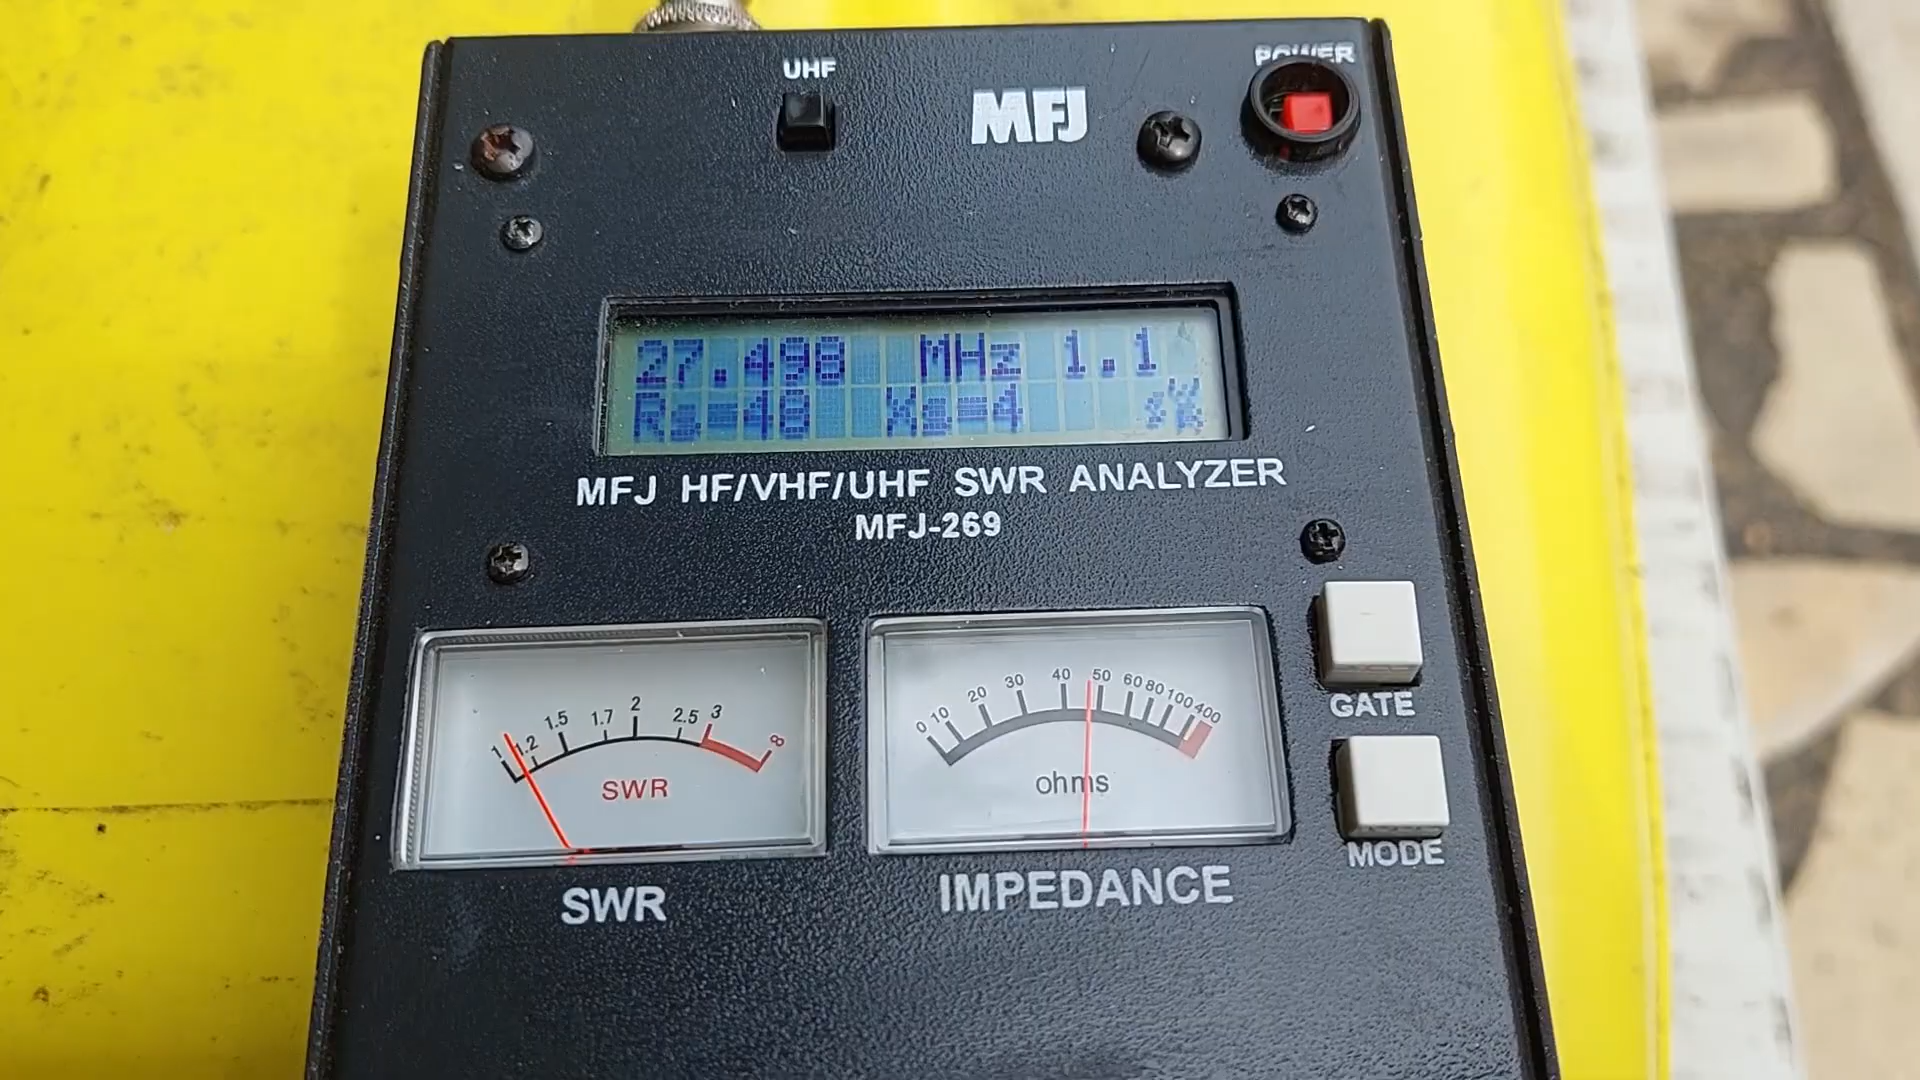 UHF
MFJ
POWER
27.498 MHz 1.1
Rs=48 Xs=4
MFJ HF/VHF/UHF SWR ANALYZER
MFJ-269
1 1.2 1.5 1.7 2 2.5 3 ∞
SWR
SWR
0 10 20 30 40 50 60 80 100 400
ohms
IMPEDANCE
GATE
MODE